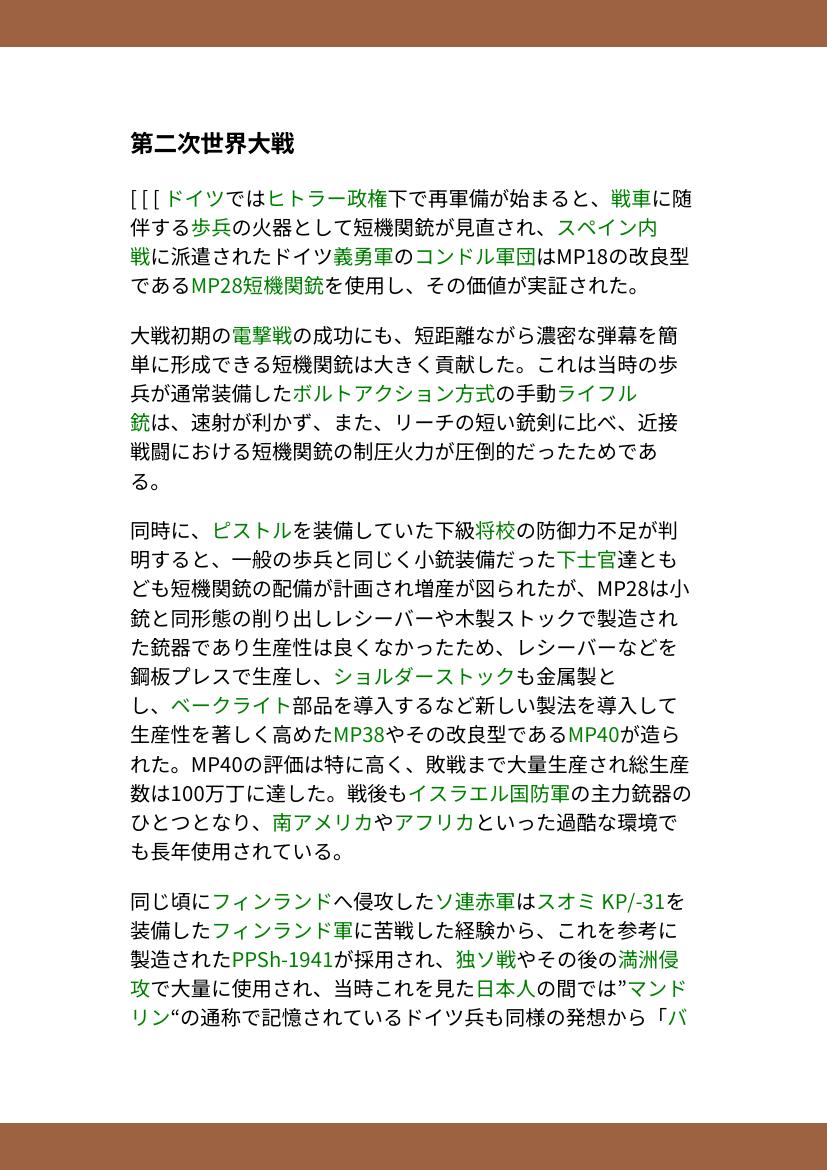 第二次世界大戦
[ [ [ ドイツではヒトラー政権下で再軍備が始まると、戦車に随
伴する歩兵の火器として短機関銃が見直され、スペイン内
戦に派遣されたドイツ義勇軍のコンドル軍団はMP18の改良型
であるMP28短機関銃を使用し、その価値が実証された。
大戦初期の電撃戦の成功にも、短距離ながら濃密な弾幕を簡
単に形成できる短機関銃は大きく貢献した。これは当時の歩
兵が通常装備したボルトアクション方式の手動ライフル
銃は、速射が利かず、また、リーチの短い銃剣に比べ、近接
戦闘における短機関銃の制圧火力が圧倒的だったためであ
る。
同時に、ピストルを装備していた下級将校の防御力不足が判
明すると、一般の歩兵と同じく小銃装備だった下士官達とも
ども短機関銃の配備が計画され増産が図られたが、MP28は小
銃と同形態の削り出しレシーバーや木製ストックで製造され
た銃器であり生産性は良くなかったため、レシーバーなどを
鋼板プレスで生産し、ショルダーストックも金属製と
し、ベークライト部品を導入するなど新しい製法を導入して
生産性を著しく高めたMP38やその改良型であるMP40が造ら
れた。MP40の評価は特に高く、敗戦まで大量生産され総生産
数は100万丁に達した。戦後もイスラエル国防軍の主力銃器の
ひとつとなり、南アメリカやアフリカといった過酷な環境で
も長年使用されている。
同じ頃にフィンランドへ侵攻したソ連赤軍はスオミ KP/-31を
装備したフィンランド軍に苦戦した経験から、これを参考に
製造されたPPSh-1941が採用され、独ソ戦やその後の満洲侵
攻で大量に使用され、当時これを見た日本人の間では”マンド
リン“の通称で記憶されているドイツ兵も同様の発想から「バ